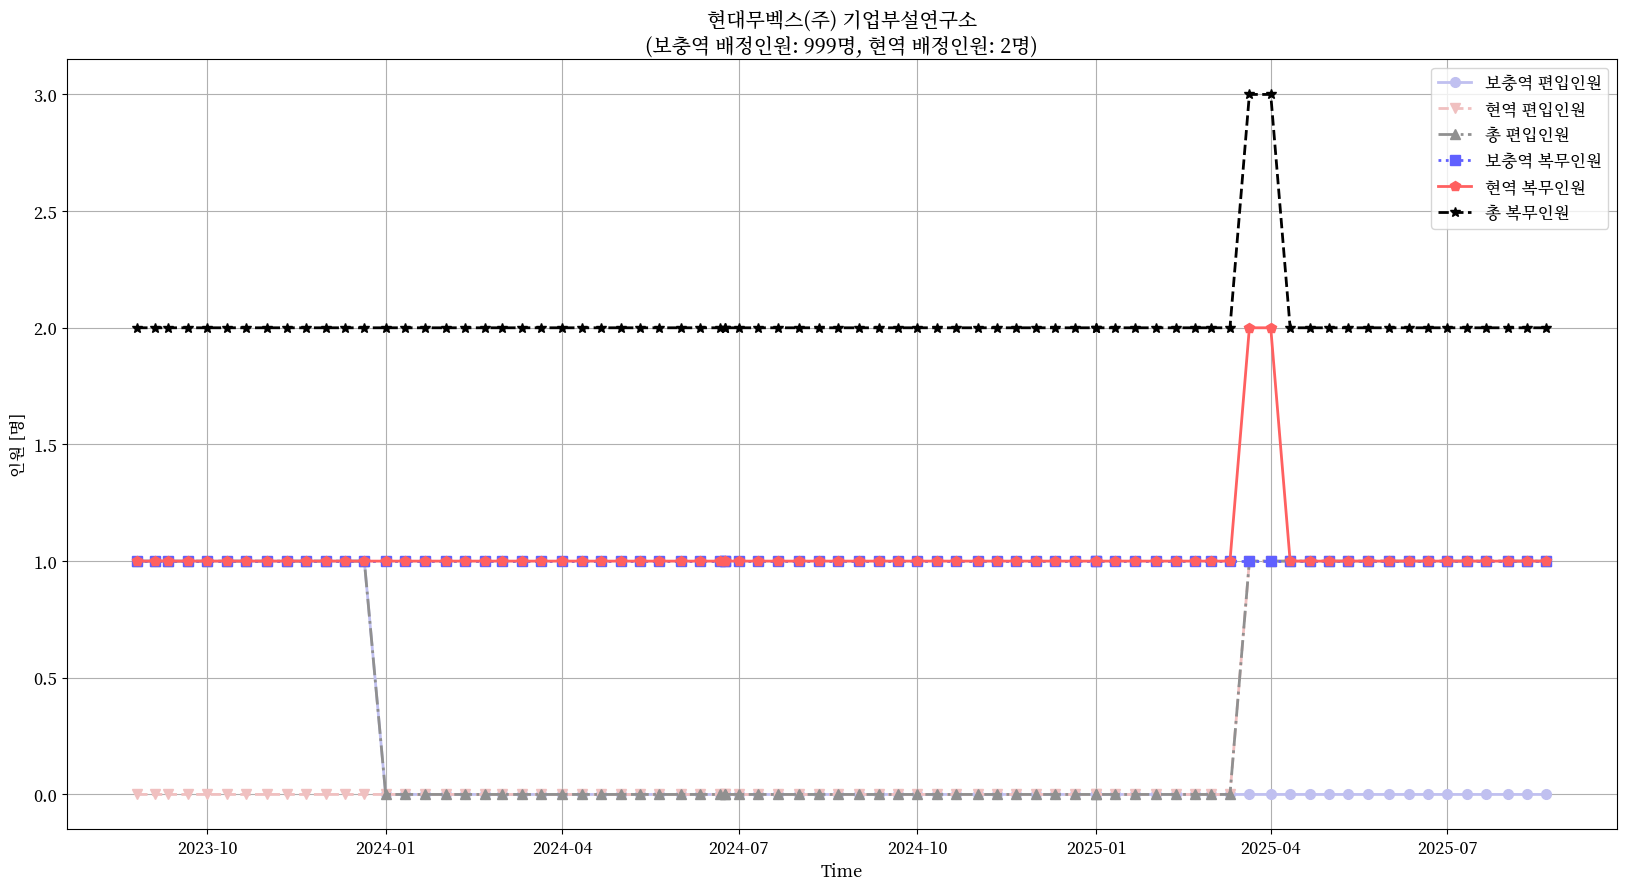 현대무벡스(주) 기업부설연구소
(보충역 배정인원: 999명, 현역 배정인원: 2명)
보충역 편입인원
현역 편입인원
총 편입인원
보충역 복무인원
현역 복무인원
총 복무인원
인원 [명]
3.0
2.5
2.0
1.5
1.0
0.5
0.0
2023-10
2024-01
2024-04
2024-07
2024-10
2025-01
2025-04
2025-07
Time